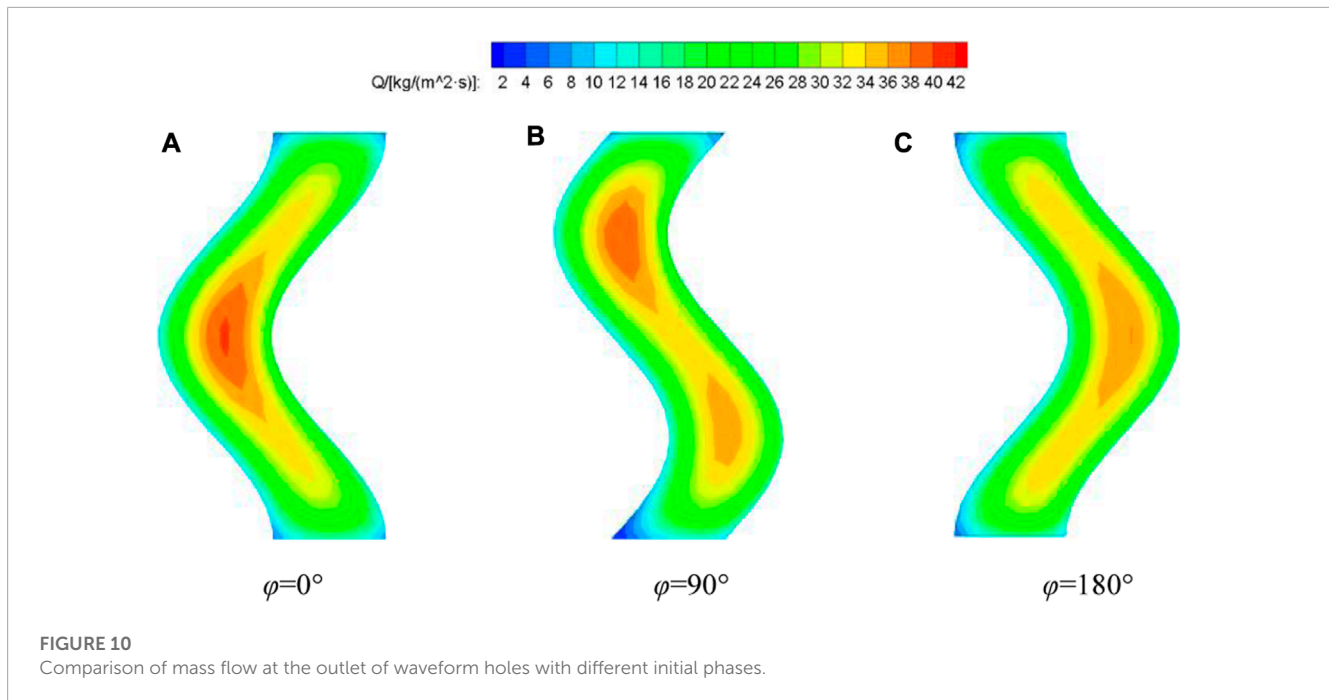 Q/[kg/(m^2·s)]: 2 4 6 8 10 12 14 16 18 20 22 24 26 28 30 32 34 36 38 40 42
A B C
φ=0° φ=90° φ=180°
FIGURE 10
Comparison of mass flow at the outlet of waveform holes with different initial phases.